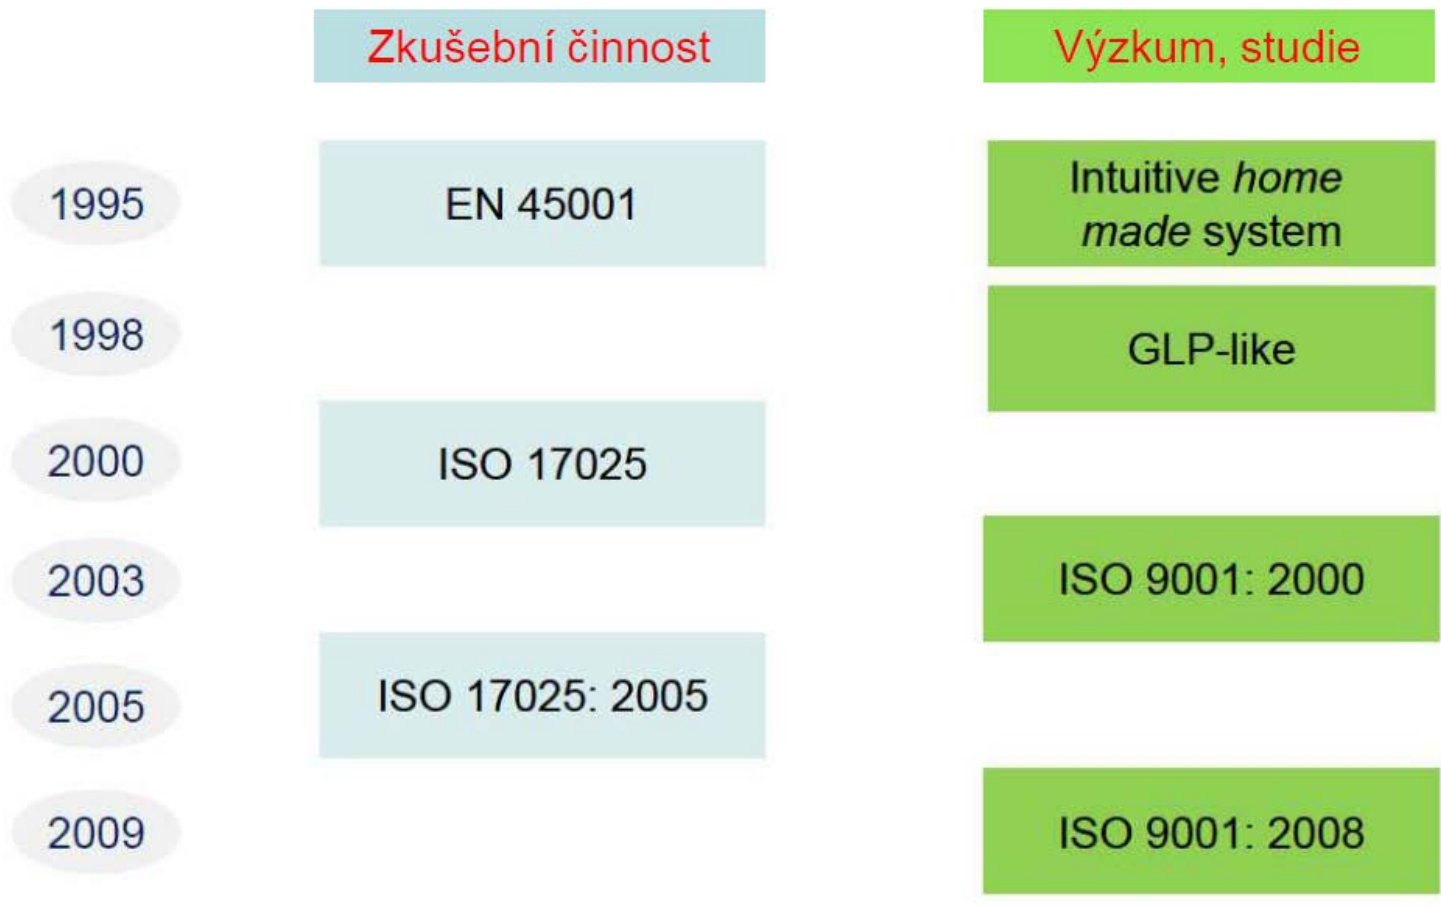 Zkušební činnost
Výzkum, studie
1995
EN 45001
Intuitive home
made system
1998
GLP-like
2000
ISO 17025
2003
ISO 9001: 2000
2005
ISO 17025: 2005
2009
ISO 9001: 2008